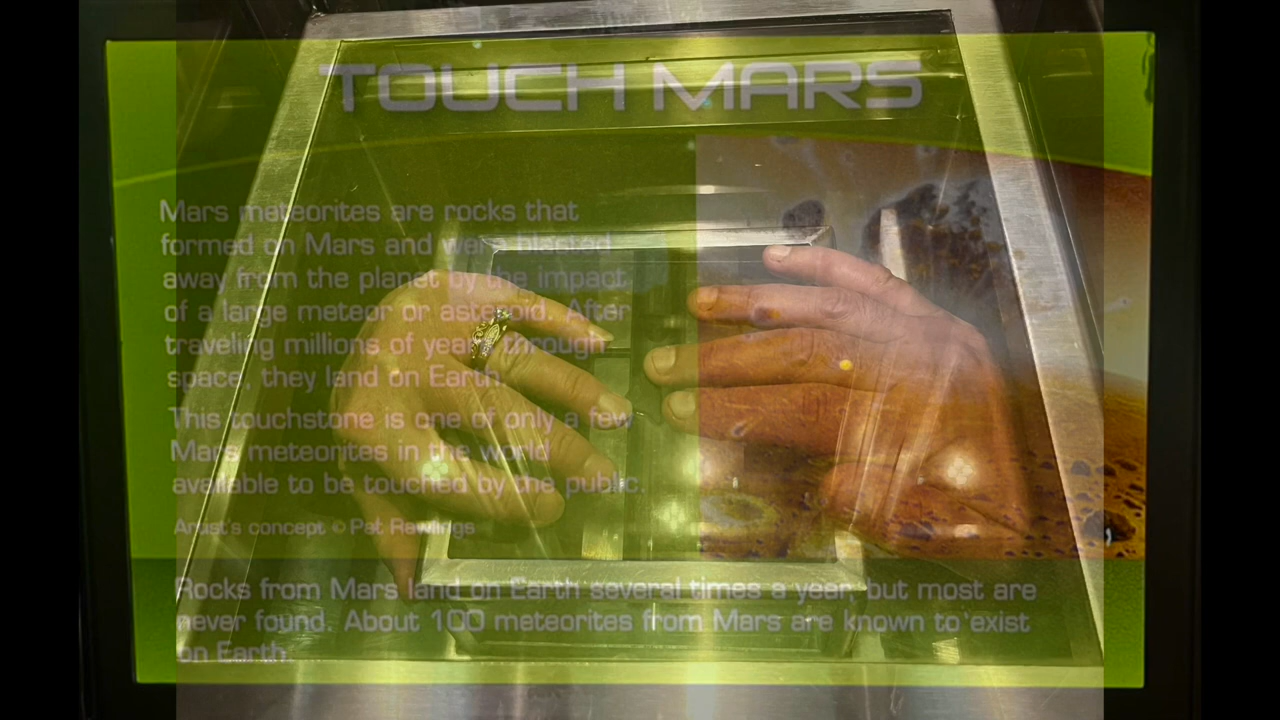 TOUCH MARS
Mars meteorites are rocks that
formed on Mars and were blasted
away from the planet by the impact
of a large meteor or asteroid. After
traveling millions of years through
space, they land on Earth.
This touchstone is one of only a few
Mars meteorites in the world
available to be touched by the public.
Artist's concept © Pat Rawlings
Rocks from Mars land on Earth several times a year, but most are
never found. About 100 meteorites from Mars are known to exist
on Earth.